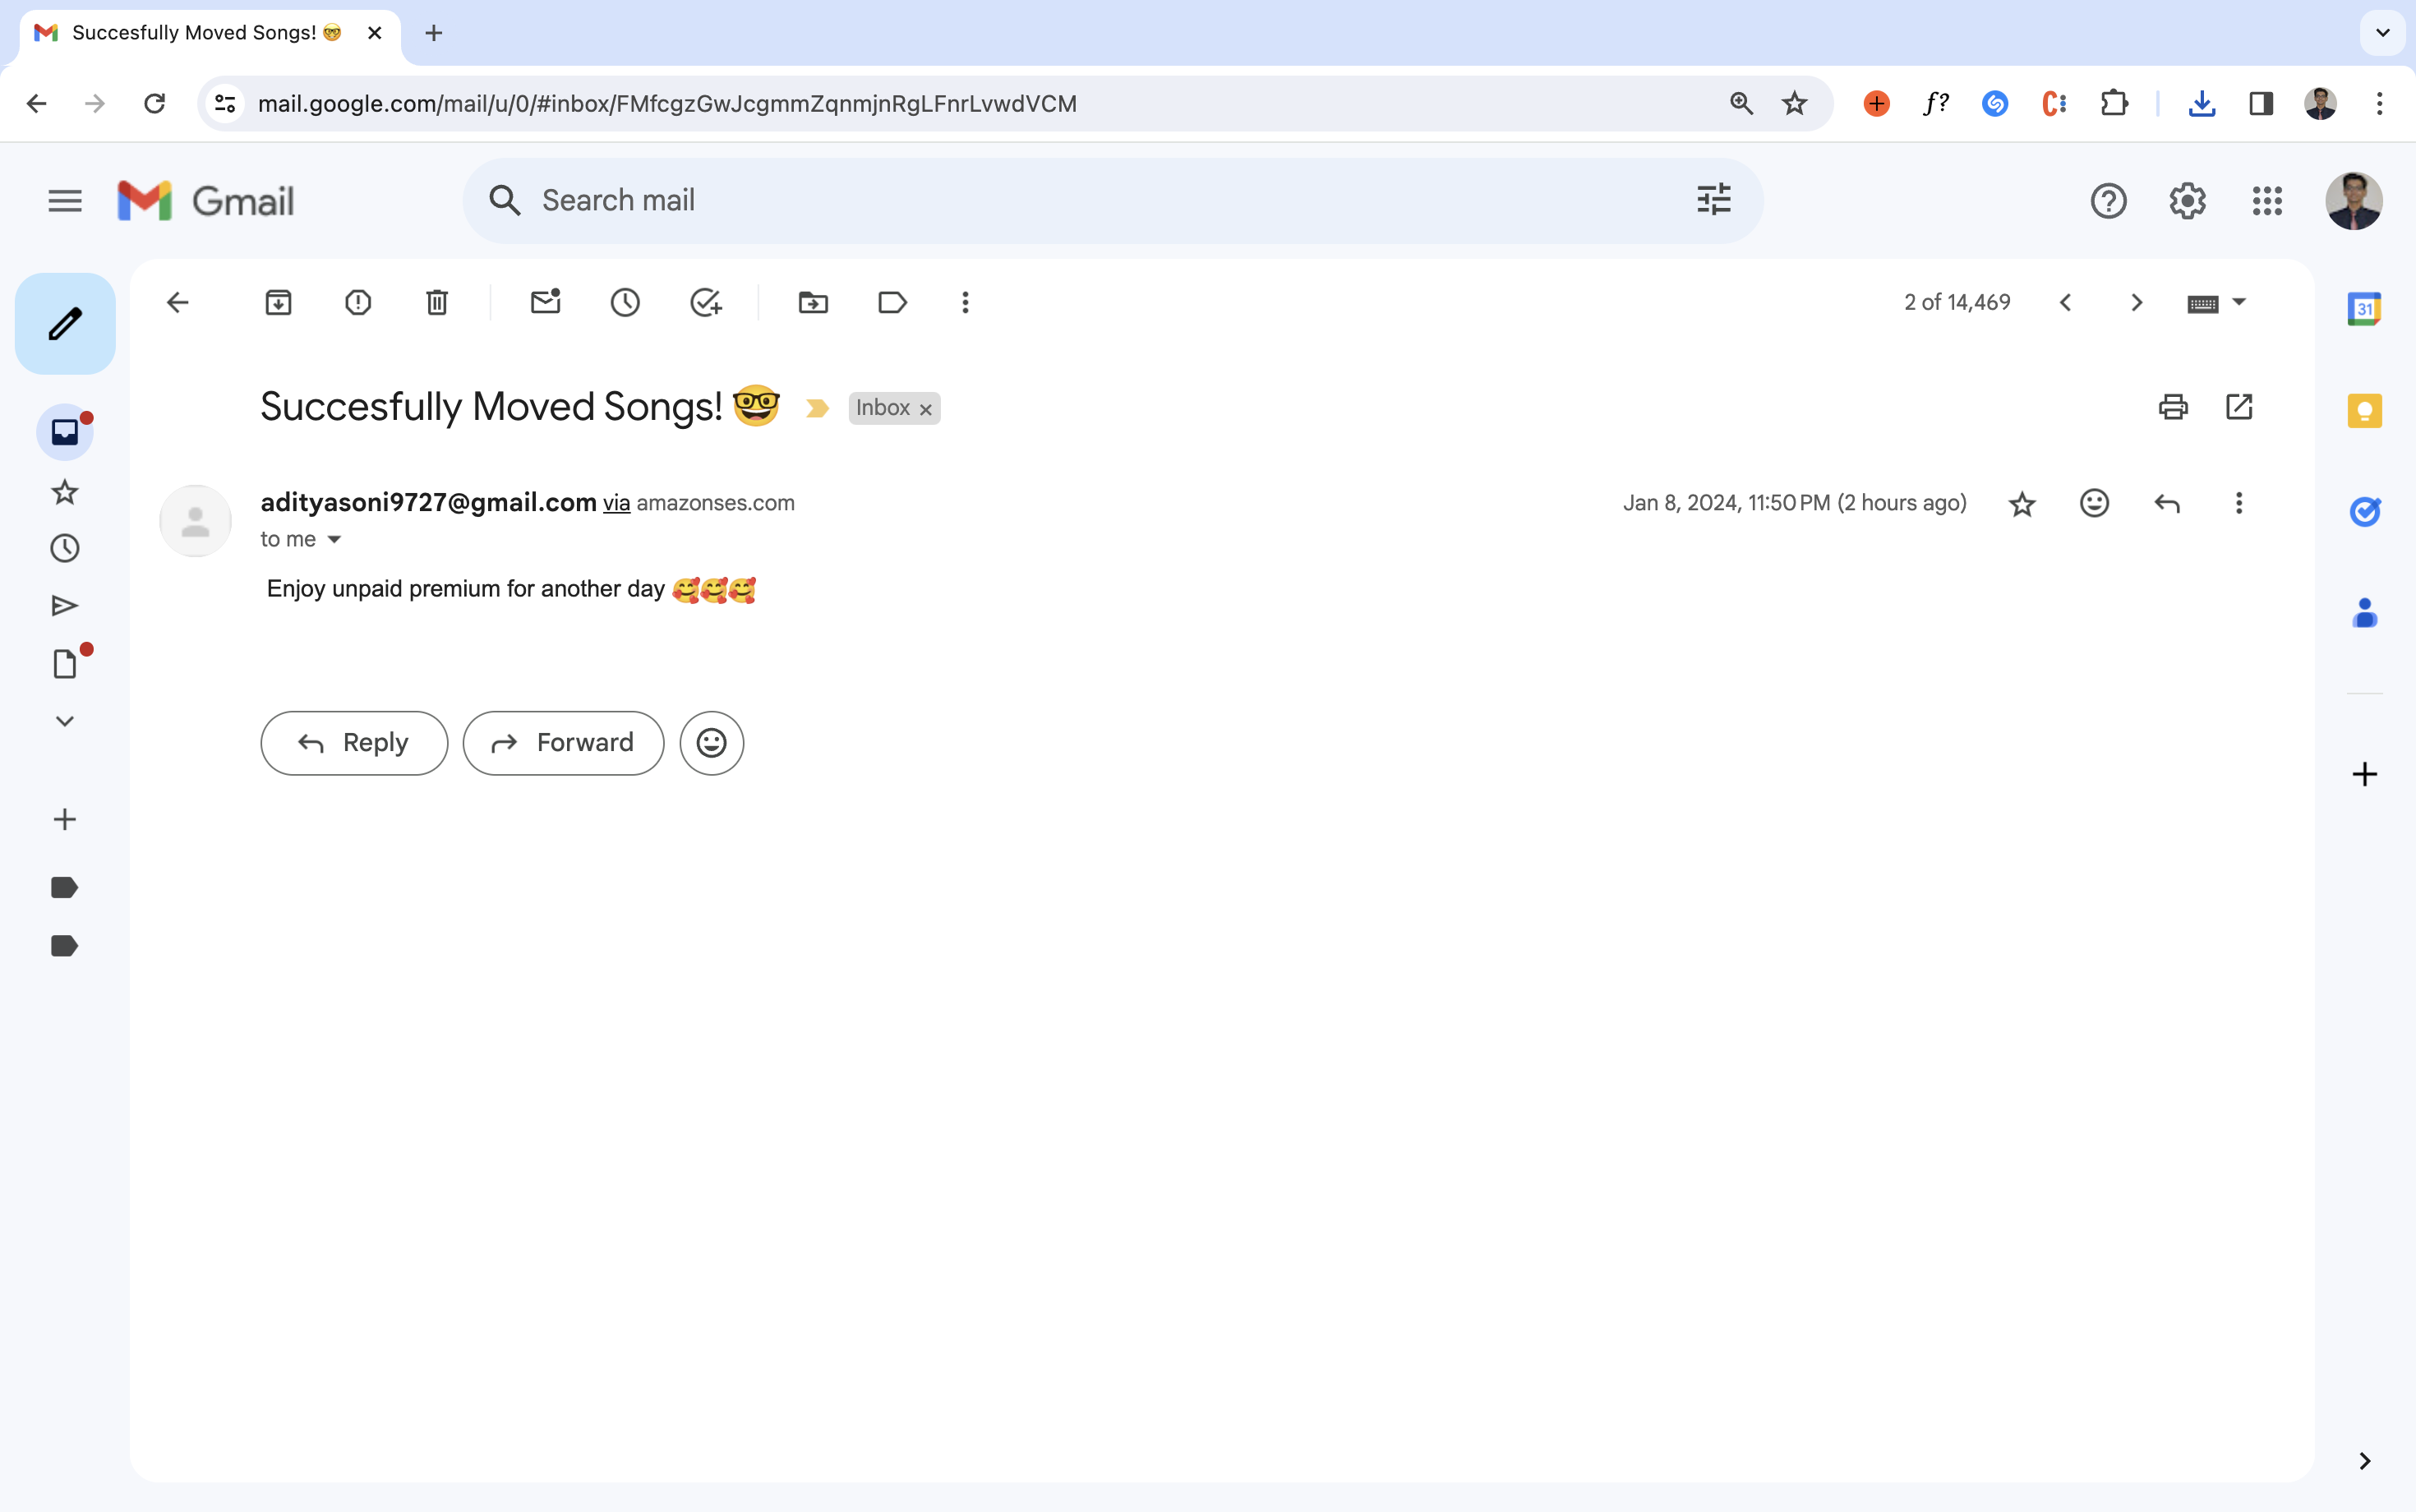 Succesfully Moved Songs! 🤓
mail.google.com/mail/u/0/#inbox/FMfcgzGwJcgmmZqnmjnRgLFnrLvwdVCM
f?
Gmail
Search mail
2 of 14,469
31
Succesfully Moved Songs! 🤓 Inbox
adityasoni9727@gmail.com via amazonses.com
Jan 8, 2024, 11:50 PM (2 hours ago)
to me
Enjoy unpaid premium for another day 🥰🥰🥰
Reply
Forward